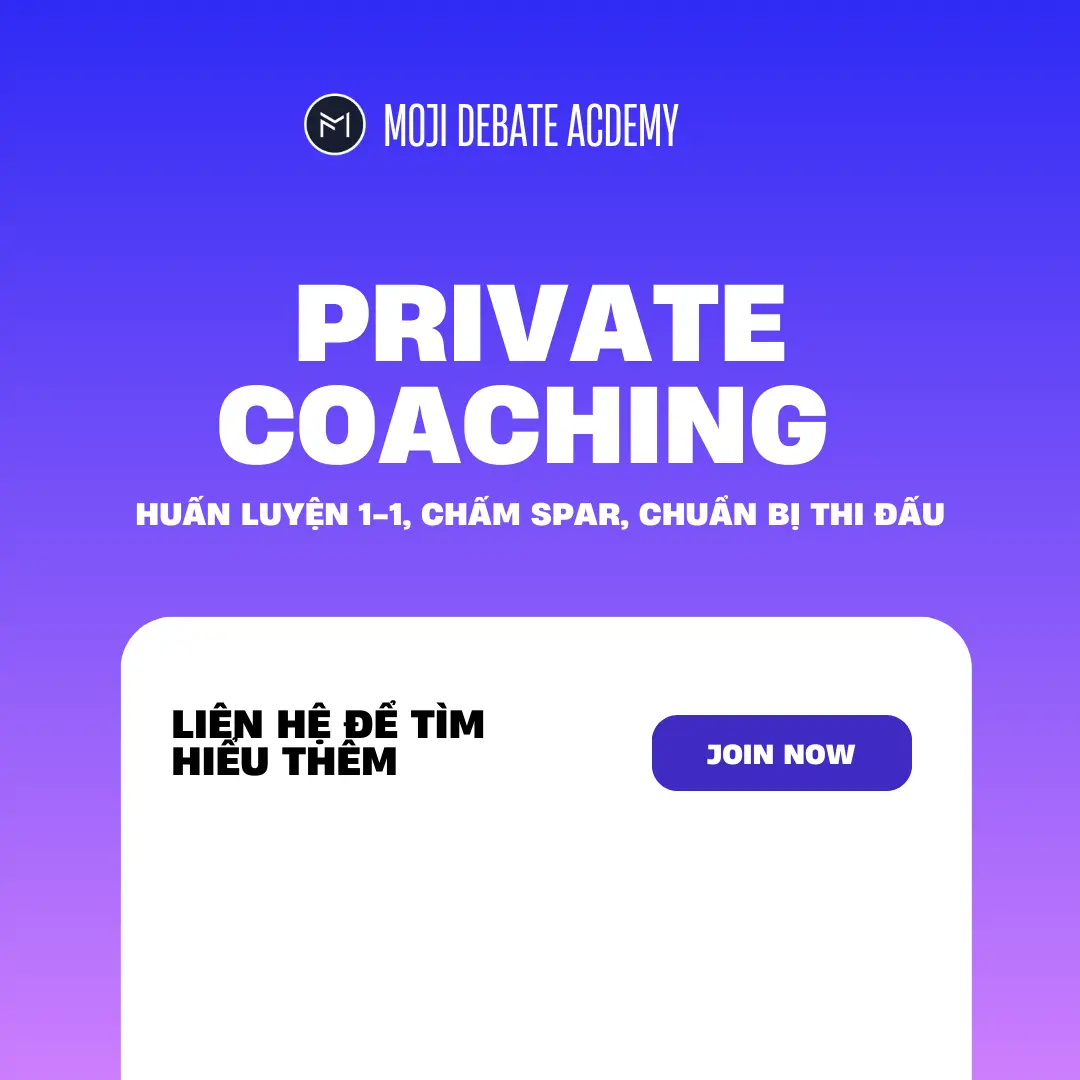 MOJI DEBATE ACDEMY
PRIVATE
COACHING
HUẤN LUYỆN 1-1, CHẤM SPAR, CHUẨN BỊ THI ĐẤU
LIÊN HỆ ĐỂ TÌM
HIỂU THÊM
JOIN NOW